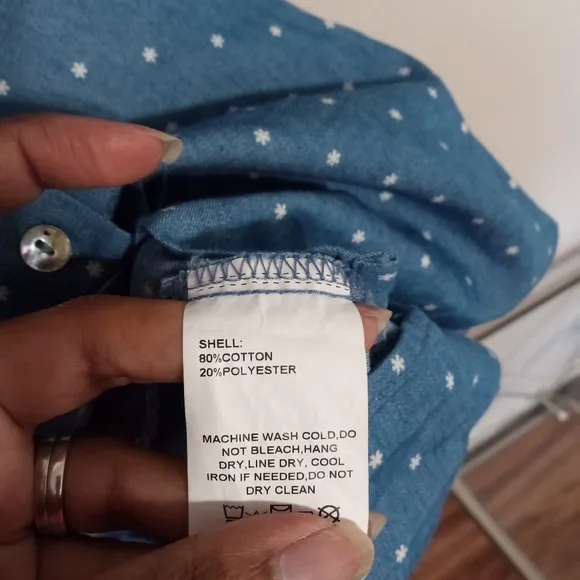 SHELL:
80%COTTON
20%POLYESTER
MACHINE WASH COLD,DO
NOT BLEACH,HANG
DRY,LINE DRY, COOL
IRON IF NEEDED,DO NOT
DRY CLEAN